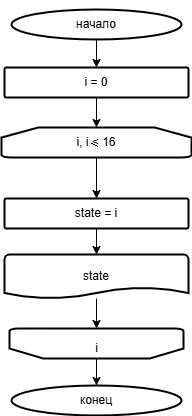 начало
i = 0
i, i ⩽ 16
state = i
state
i
конец